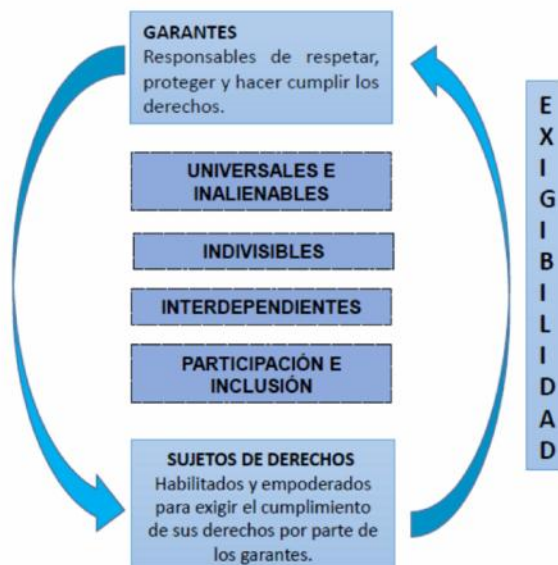 GARANTES
Responsables de respetar,
proteger y hacer cumplir los
derechos.
UNIVERSALES E
INALIENABLES
INDIVISIBLES
INTERDEPENDIENTES
PARTICIPACIÓN E
INCLUSIÓN
SUJETOS DE DERECHOS
Habilitados y empoderados
para exigir el cumplimiento
de sus derechos por parte de
los garantes.
E
X
I
G
I
B
I
L
I
D
A
D